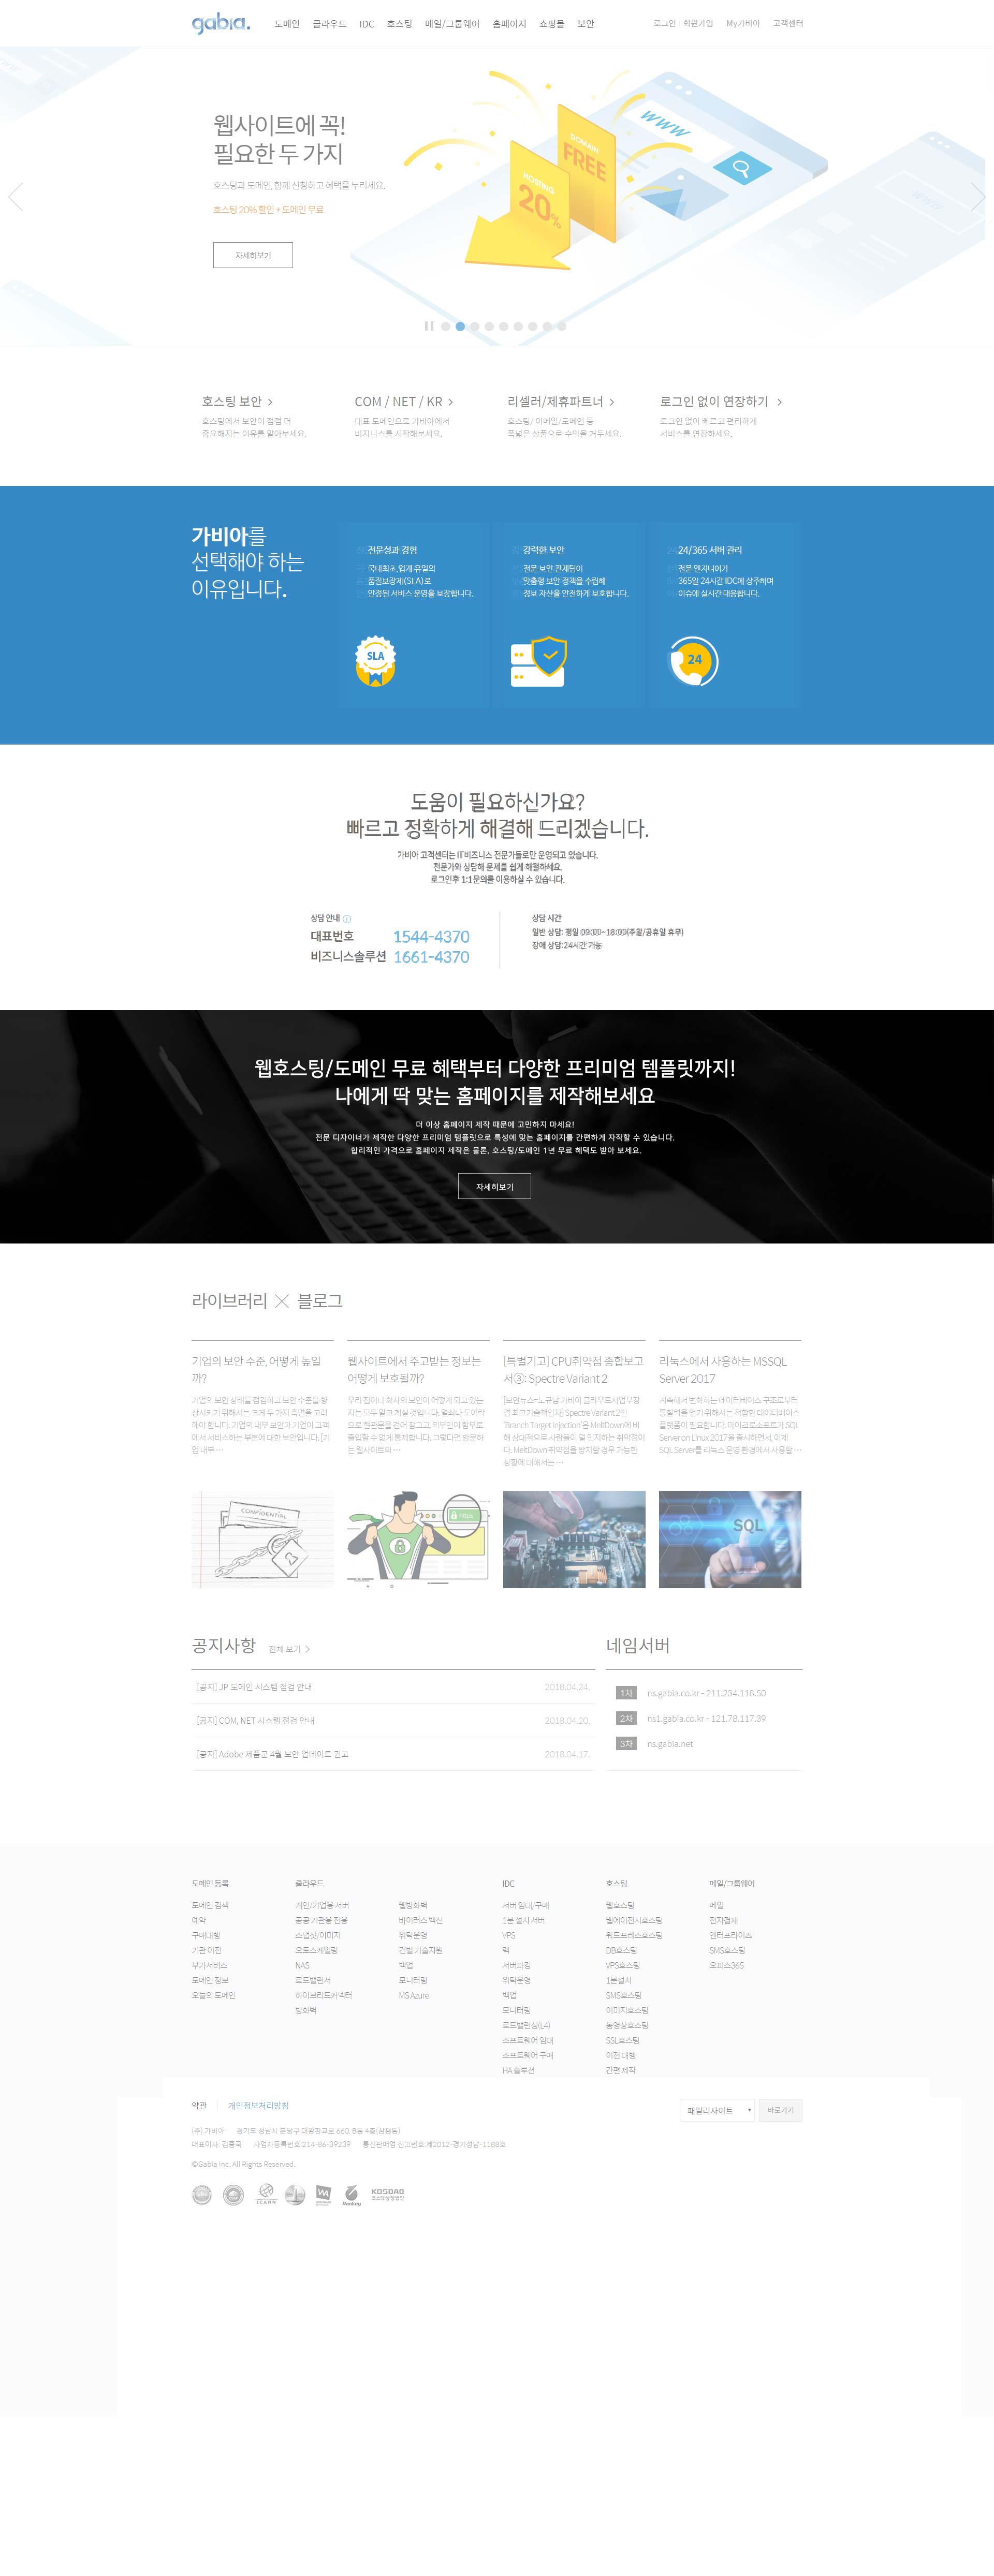 gabia.
도메인 클라우드 IDC 호스팅 메일/그룹웨어 홈페이지 쇼핑몰 보안
로그인 회원가입 My가비아 고객센터
웹사이트에 꼭!
필요한 두 가지
호스팅과 도메인, 함께 신청하고 혜택을 누리세요.
호스팅 20% 할인 + 도메인 무료
자세히보기
HOSTING
20%
DOMAIN
FREE
WWW
호스팅 보안
호스팅에서 보안이 점점 더
중요해지는 이유를 알아보세요.
COM / NET / KR
대표 도메인으로 가비아에서
비지니스를 시작해보세요.
리셀러/제휴파트너
호스팅/ 이메일/도메인 등
폭넓은 상품으로 수익을 거두세요.
로그인 없이 연장하기
로그인 없이 빠르고 편리하게
서비스를 연장하세요.
가비아를
선택해야 하는
이유입니다.
전문성과 경험
국내최초, 업계 유일의
품질보장제(SLA)로
안정된 서비스 운영을 보장합니다.
SLA
강력한 보안
전문 보안 관제팀이
맞춤형 보안 정책을 수립해
정보 자산을 안전하게 보호합니다.
24/365 서버 관리
전문 엔지니어가
365일 24시간 IDC에 상주하며
이슈에 실시간 대응합니다.
24
도움이 필요하신가요?
빠르고 정확하게 해결해 드리겠습니다.
가비아 고객센터는 IT비즈니스 전문가들로만 운영되고 있습니다.
전문가와 상담해 문제를 쉽게 해결하세요.
로그인후 1:1문의를 이용하실 수 있습니다.
상담 안내
대표번호 1544-4370
비즈니스솔루션 1661-4370
상담 시간
일반 상담: 평일 09:00~18:00(주말/공휴일 휴무)
장애 상담: 24시간 가능
웹호스팅/도메인 무료 혜택부터 다양한 프리미엄 템플릿까지!
나에게 딱 맞는 홈페이지를 제작해보세요
더 이상 홈페이지 제작 때문에 고민하지 마세요!
전문 디자이너가 제작한 다양한 프리미엄 템플릿으로 특성에 맞는 홈페이지를 간편하게 자작할 수 있습니다.
합리적인 가격으로 홈페이지 제작은 물론, 호스팅/도메인 1년 무료 혜택도 받아 보세요.
자세히보기
라이브러리 × 블로그
기업의 보안 수준, 어떻게 높일
까?
기업의 보안 상태를 점검하고 보안 수준을 향
상시키기 위해서는 크게 두 가지 측면을 고려
해야 합니다. 기업의 내부 보안과 기업이 고객
에서 서비스하는 부분에 대한 보안입니다. [기
업 내부 …
웹사이트에서 주고받는 정보는
어떻게 보호될까?
우리 집이나 회사의 보안이 어떻게 되고 있는
지는 모두 알고 계실 것입니다. 열쇠나 도어락
으로 현관문을 걸어 잠그고, 외부인이 함부로
출입할 수 없게 통제합니다. 그렇다면 방문하
는 웹사이트의 …
[특별기고] CPU취약점 종합보고
서③: Spectre Variant 2
[보안뉴스=노규남 가비아 클라우드사업부장
겸 최고기술책임자] Spectre Variant 2인
'Branch Target Injection'은 MeltDown에 비
해 상대적으로 사람들이 덜 인지하는 취약점이
다. MeltDown 취약점을 방지할 경우 가능한
상황에 대해서는 …
리눅스에서 사용하는 MSSQL
Server 2017
계속해서 변화하는 데이터베이스 구조로부터
통찰력을 얻기 위해서는 적합한 데이터베이스
플랫폼이 필요합니다. 마이크로소프트가 SQL
Server on Linux 2017을 출시하면서, 이제
SQL Server를 리눅스 운영 환경에서 사용할 …
CONFIDENTIAL
https
SQL
공지사항 전체 보기
[공지] JP 도메인 시스템 점검 안내 2018.04.24.
[공지] COM, NET 시스템 점검 안내 2018.04.20.
[공지] Adobe 제품군 4월 보안 업데이트 권고 2018.04.17.
네임서버
1차 ns.gabia.co.kr - 211.234.118.50
2차 ns1.gabia.co.kr - 121.78.117.39
3차 ns.gabia.net
도메인 등록
도메인 검색
예약
구매대행
기관 이전
부가서비스
도메인 정보
오늘의 도메인
클라우드
개인/기업용 서버
공공 기관용 전용
스냅샷/이미지
오토스케일링
NAS
로드밸런서
하이브리드커넥터
방화벽
웹방화벽
바이러스 백신
위탁운영
건별 기술지원
백업
모니터링
MS Azure
IDC
서버 임대/구매
1분 설치 서버
VPS
랙
서버파킹
위탁운영
백업
모니터링
로드밸런싱(L4)
소프트웨어 임대
소프트웨어 구매
HA 솔루션
호스팅
웹호스팅
웹에이전시호스팅
워드프레스호스팅
DB호스팅
VPS호스팅
1분설치
SMS호스팅
이미지호스팅
동영상호스팅
SSL호스팅
이전 대행
간편 제작
메일/그룹웨어
메일
전자결재
엔터프라이즈
SMS호스팅
오피스365
약관 개인정보처리방침
패밀리사이트 바로가기
(주) 가비아 경기도 성남시 분당구 대왕판교로 660, B동 4층(삼평동)
대표이사: 김홍국 사업자등록번호:214-86-39239 통신판매업 신고번호:제2012-경기성남-1188호
©Gabia Inc. All Rights Reserved.
ICANN
WA
Rankey
KOSDAQ
코스닥상장법인